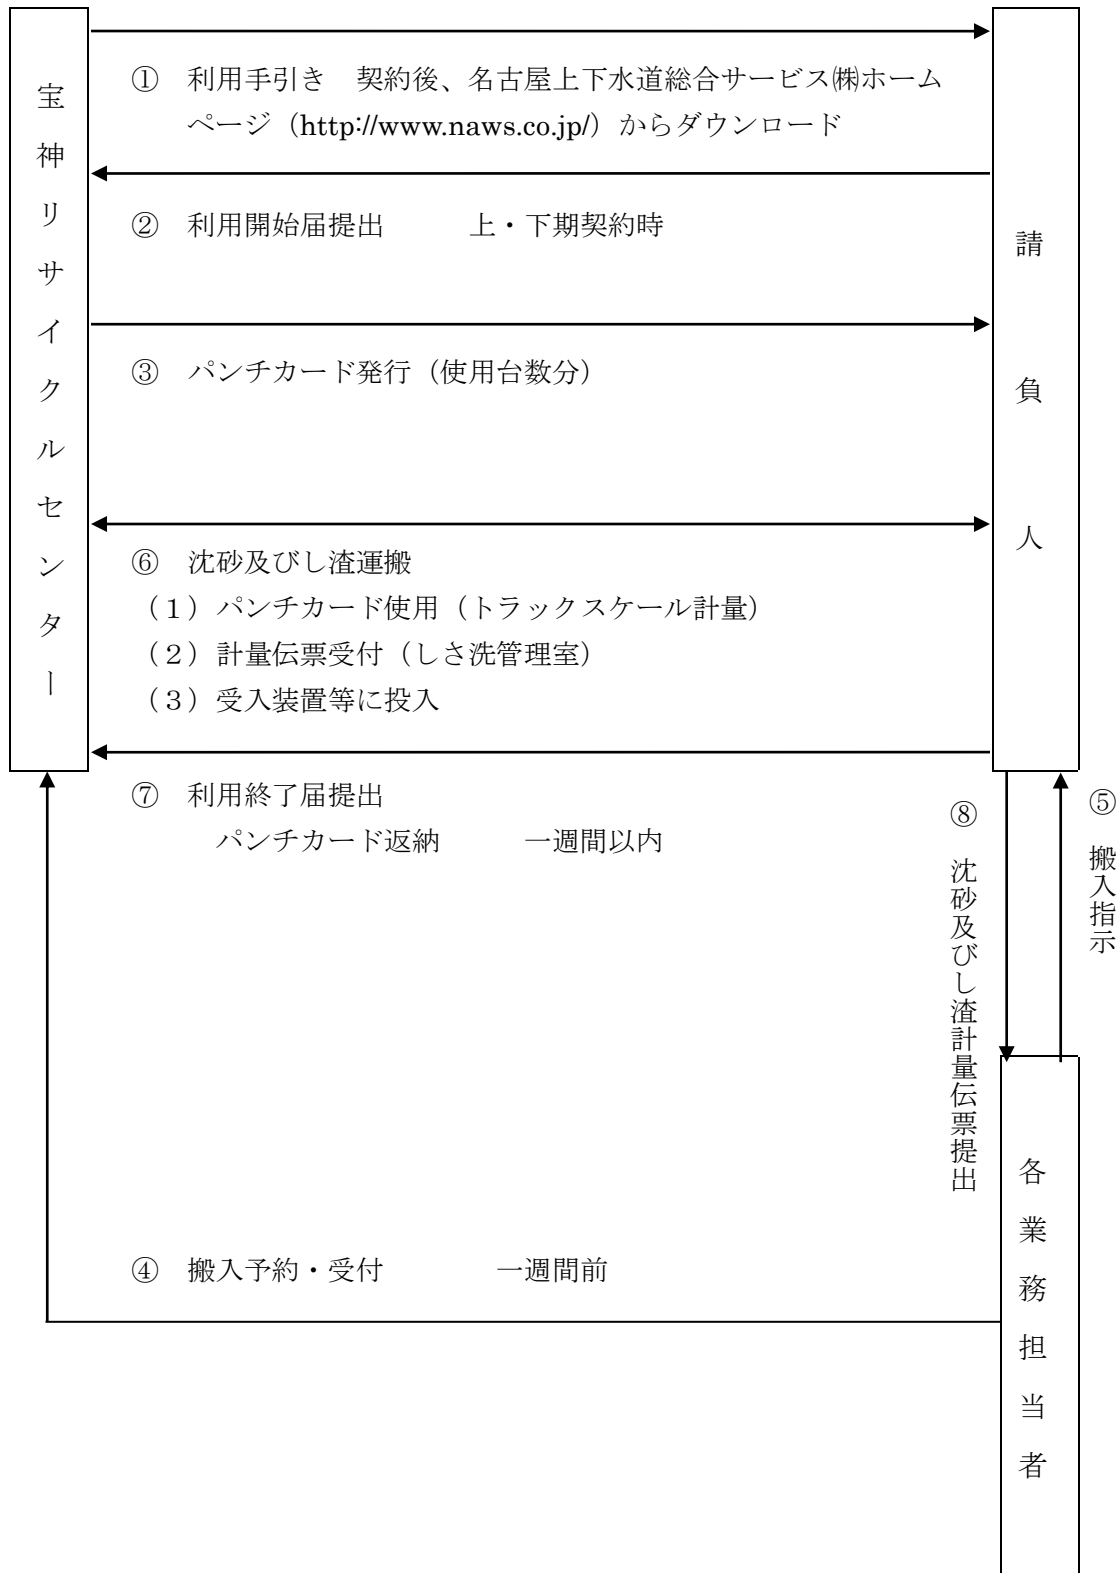 宝神リサイクルセンター
① 利用手引き 契約後、名古屋上下水道総合サービス㈱ホーム
ページ（http://www.naws.co.jp/）からダウンロード
② 利用開始届提出 上・下期契約時
③ パンチカード発行（使用台数分）
⑥ 沈砂及びし渣運搬
（１）パンチカード使用（トラックスケール計量）
（２）計量伝票受付（しさ洗管理室）
（３）受入装置等に投入
⑦ 利用終了届提出
パンチカード返納 一週間以内
請負人
⑤ 搬入指示
⑧ 沈砂及びし渣計量伝票提出
④ 搬入予約・受付 一週間前
各業務担当者